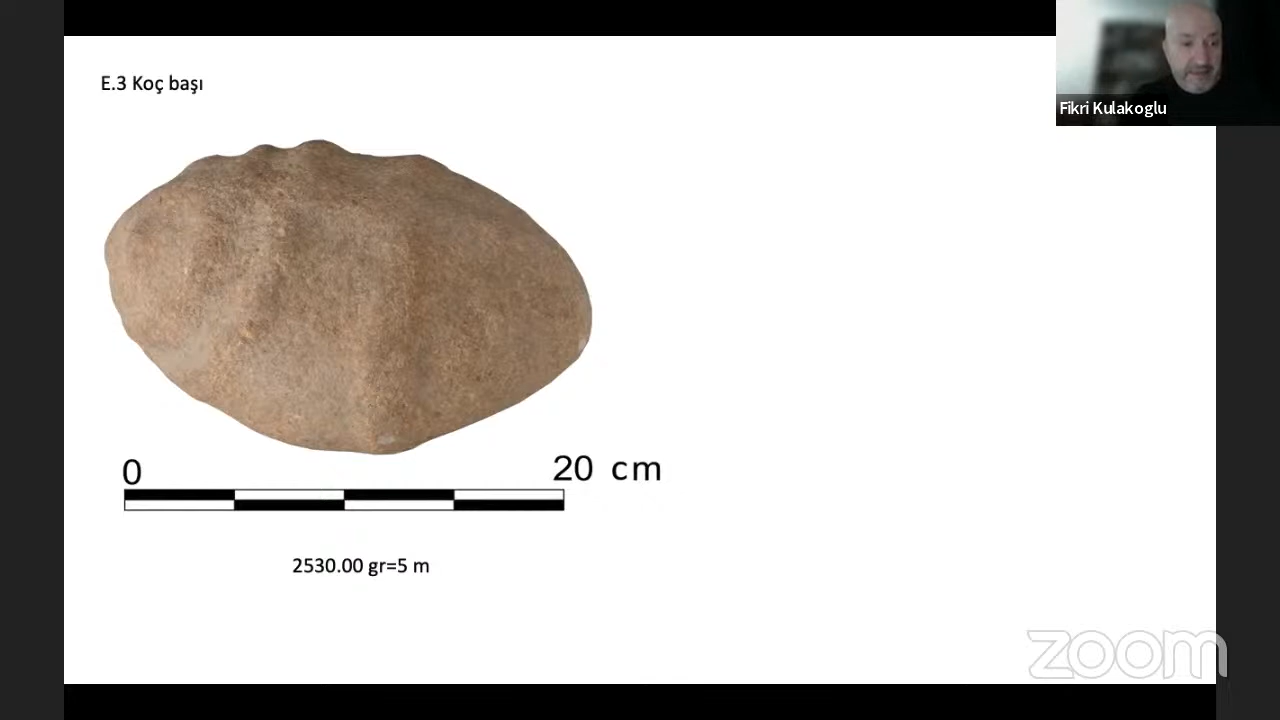 E.3 Koç başı
Fikri Kulakoglu
0 20 cm
2530.00 gr=5 m
zoom